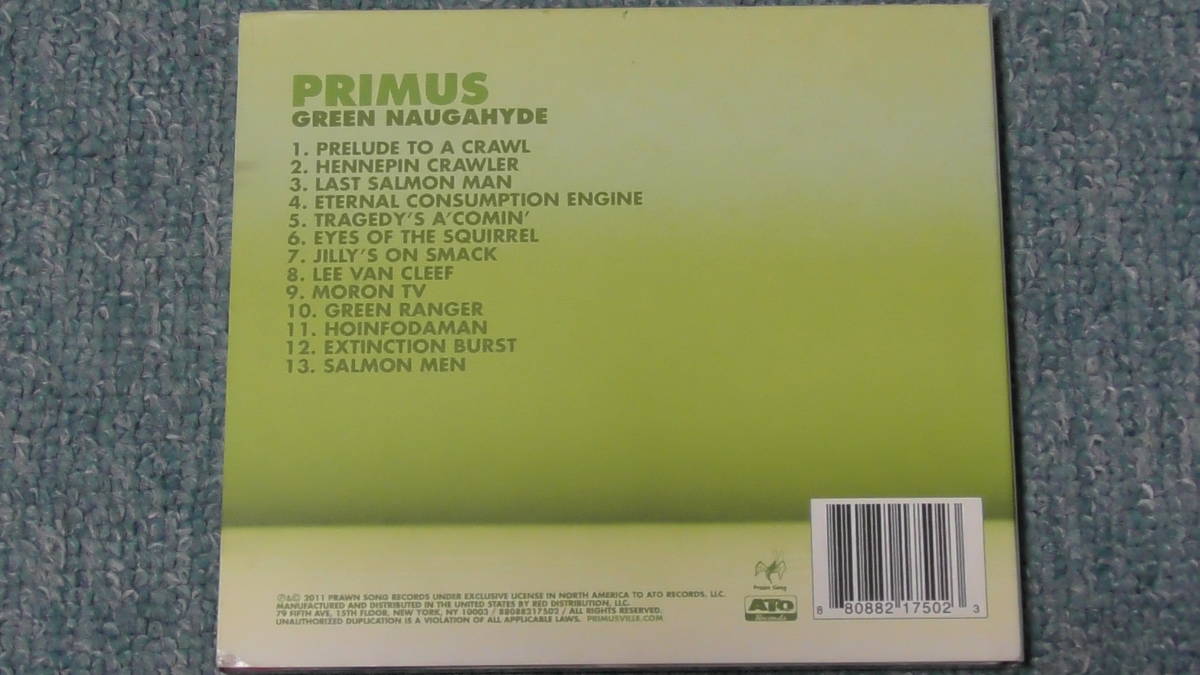 PRIMUS
GREEN NAUGAHYDE
1. PRELUDE TO A CRAWL
2. HENNEPIN CRAWLER
3. LAST SALMON MAN
4. ETERNAL CONSUMPTION ENGINE
5. TRAGEDY'S A'COMIN'
6. EYES OF THE SQUIRREL
7. JILLY'S ON SMACK
8. LEE VAN CLEEF
9. MORON TV
10. GREEN RANGER
11. HOINFODAMAN
12. EXTINCTION BURST
13. SALMON MEN
℗&© 2011 PRAWN SONG RECORDS UNDER EXCLUSIVE LICENSE IN NORTH AMERICA TO ATO RECORDS, LLC.
MANUFACTURED AND DISTRIBUTED IN THE UNITED STATES BY RED DISTRIBUTION, LLC.
79 FIFTH AVE, 15TH FLOOR, NEW YORK, NY 10003 / 88088217502 / ALL RIGHTS RESERVED.
UNAUTHORIZED DUPLICATION IS A VIOLATION OF ALL APPLICABLE LAWS. PRIMUSVILLE.COM
Prawn Song
ATO
Records
8 80882 17502 3